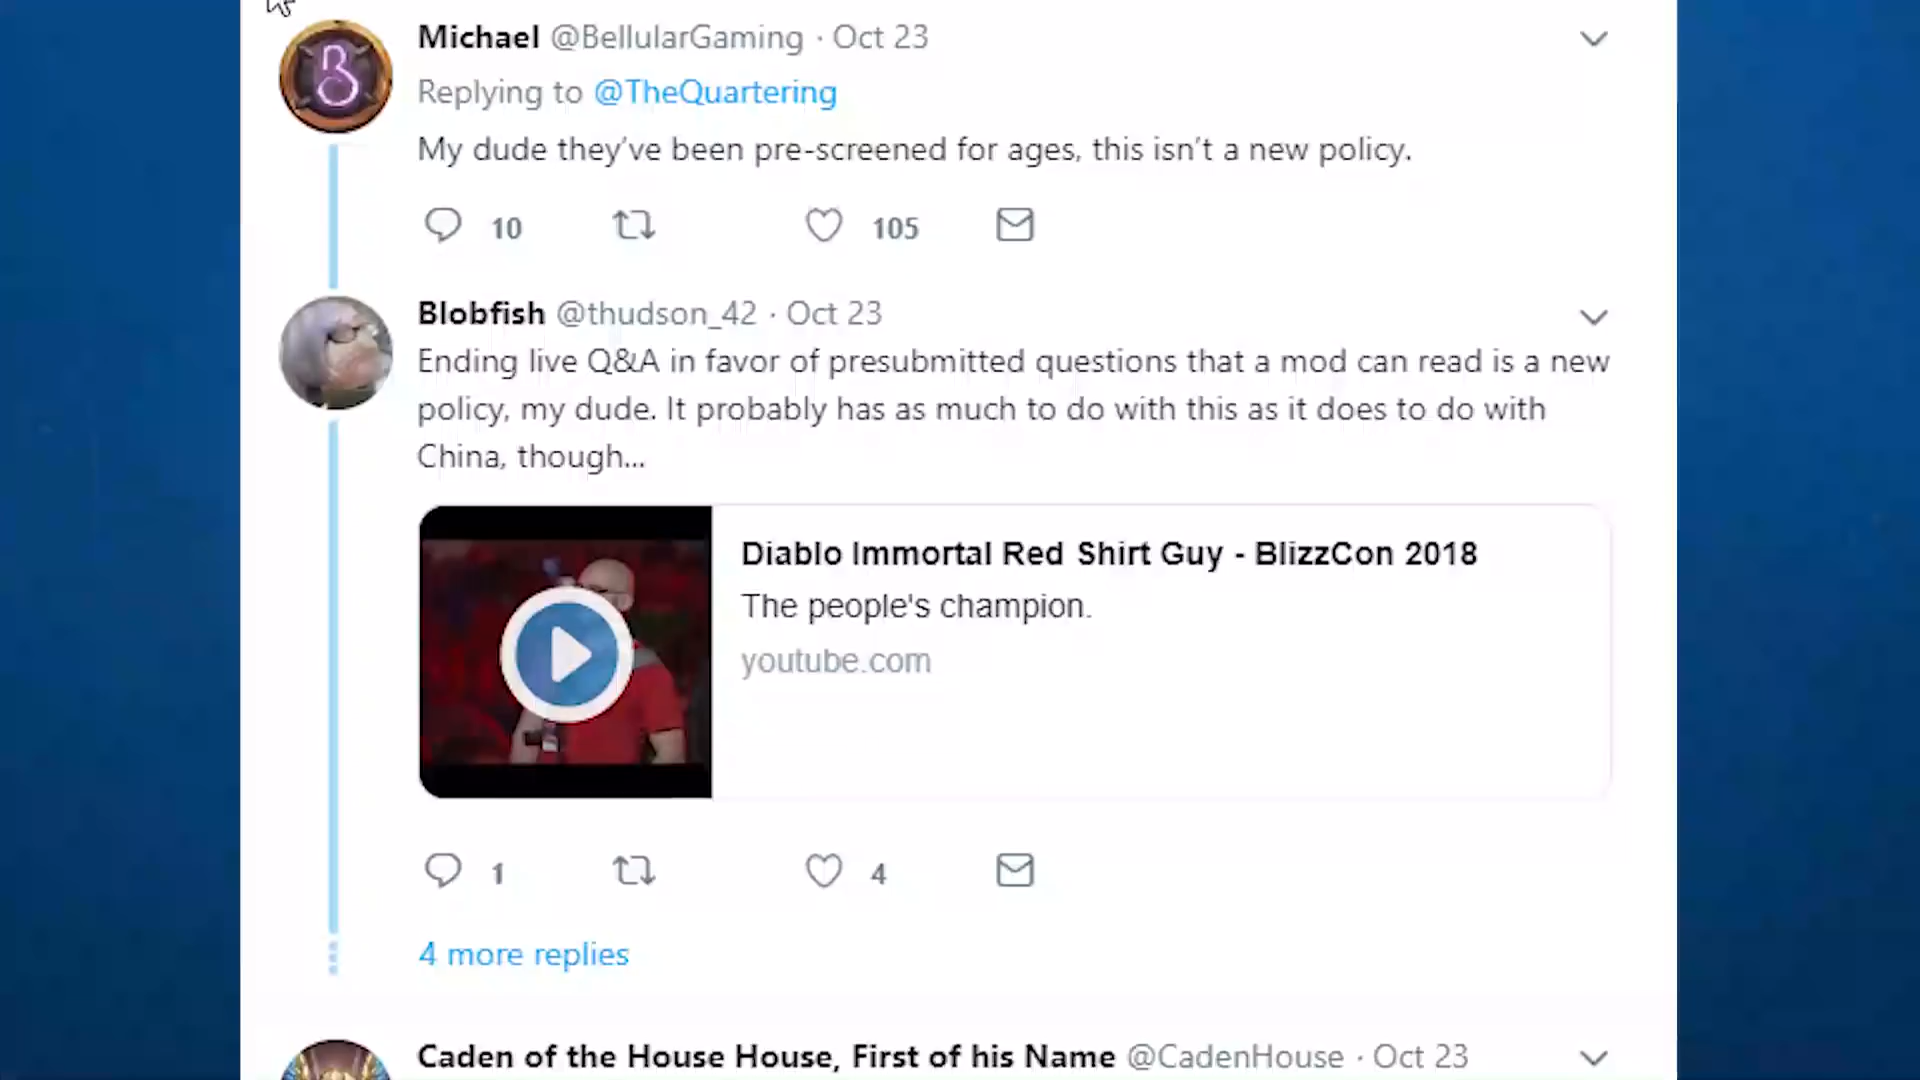 Michael @BellularGaming · Oct 23
Replying to @TheQuartering
My dude they've been pre-screened for ages, this isn't a new policy.
10 105
Blobfish @thudson_42 · Oct 23
Ending live Q&A in favor of presubmitted questions that a mod can read is a new
policy, my dude. It probably has as much to do with this as it does to do with
China, though...
Diablo Immortal Red Shirt Guy - BlizzCon 2018
The people's champion.
youtube.com
1 4
4 more replies
Caden of the House House, First of his Name @CadenHouse · Oct 23